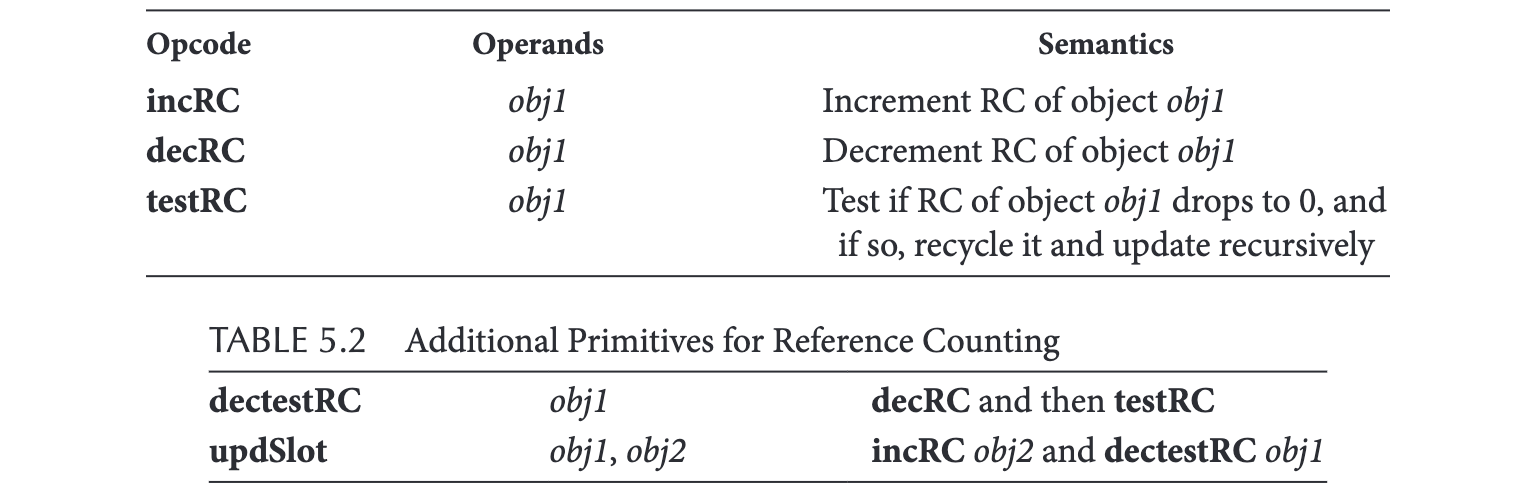 Opcode Operands Semantics
incRC obj1 Increment RC of object obj1
decRC obj1 Decrement RC of object obj1
testRC obj1 Test if RC of object obj1 drops to 0, and
if so, recycle it and update recursively
TABLE 5.2 Additional Primitives for Reference Counting
dectestRC obj1 decRC and then testRC
updSlot obj1, obj2 incRC obj2 and dectestRC obj1